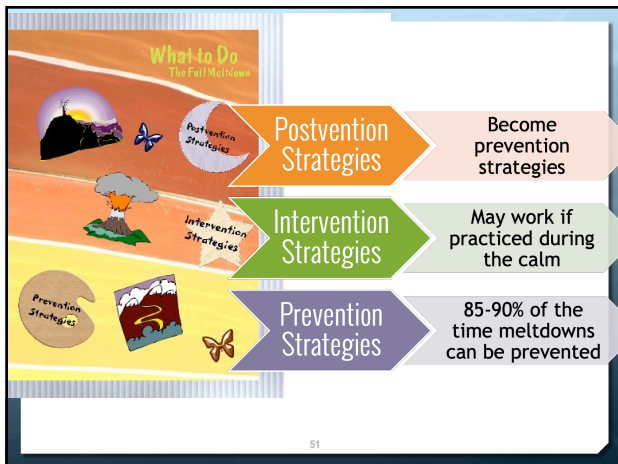 What to Do
The Full Meltdown
Postvention
Strategies
Intervention
Strategies
Prevention
Strategies
Postvention
Strategies
Become
prevention
strategies
Intervention
Strategies
May work if
practiced during
the calm
Prevention
Strategies
85-90% of the
time meltdowns
can be prevented
51